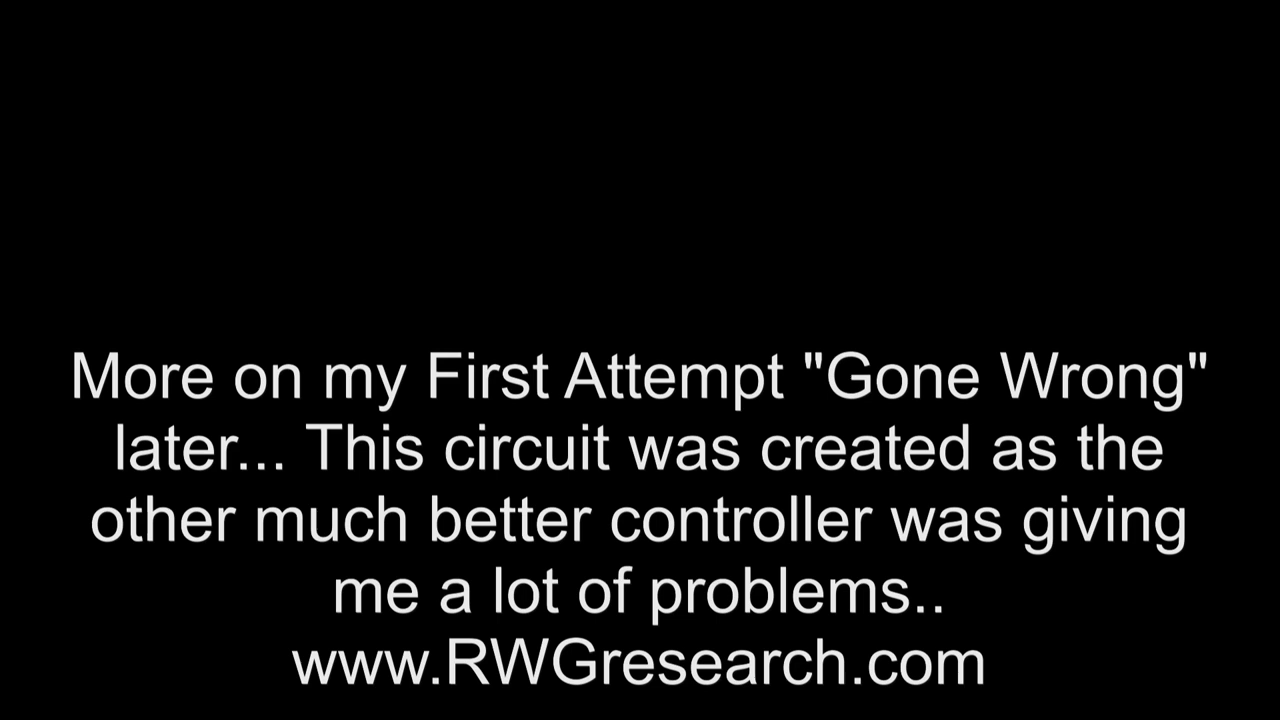 More on my First Attempt "Gone Wrong"
later... This circuit was created as the
other much better controller was giving
me a lot of problems..
www.RWGresearch.com